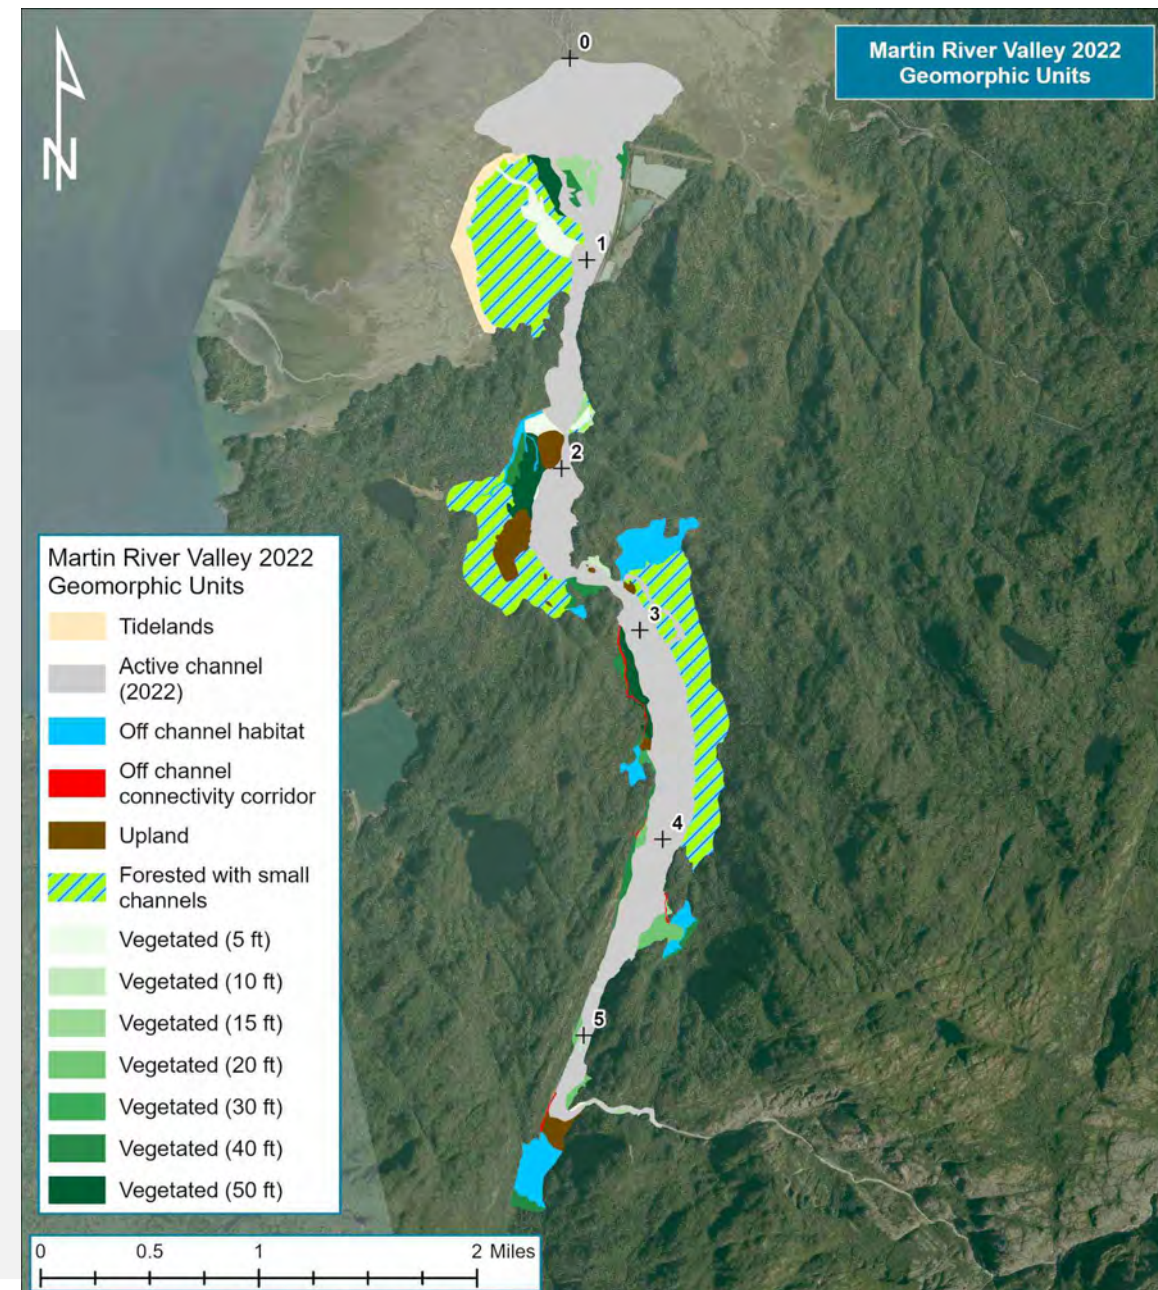 Martin River Valley 2022
Geomorphic Units
N
0
1
2
3
4
5
Martin River Valley 2022
Geomorphic Units
Tidelands
Active channel
(2022)
Off channel habitat
Off channel
connectivity corridor
Upland
Forested with small
channels
Vegetated (5 ft)
Vegetated (10 ft)
Vegetated (15 ft)
Vegetated (20 ft)
Vegetated (30 ft)
Vegetated (40 ft)
Vegetated (50 ft)
0 0.5 1 2 Miles